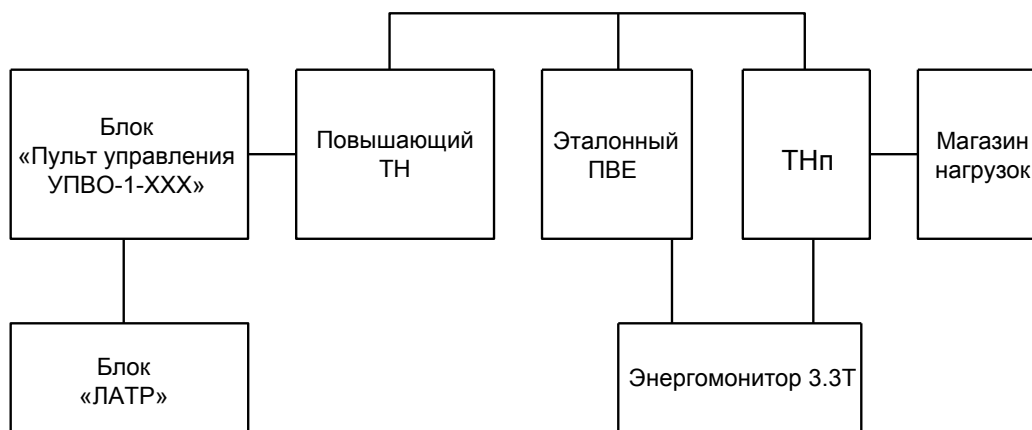 Блок
«Пульт управления
УПВО-1-ХХХ»
Повышающий
ТН
Эталонный
ПВЕ
ТНп
Магазин
нагрузок
Блок
«ЛАТР»
Энергомонитор 3.3Т